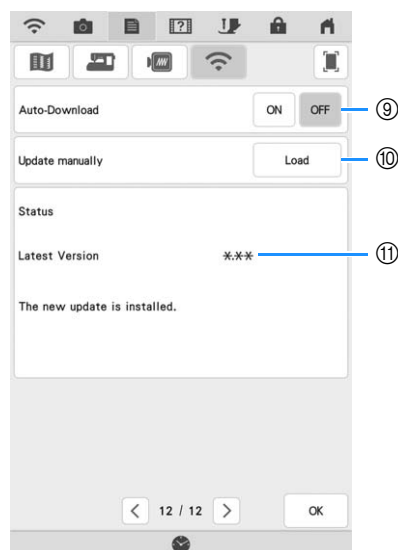 Auto-Download ON OFF ⑨
Update manually Load ⑩
Status
Latest Version *.** ⑪
The new update is installed.
12 / 12
OK